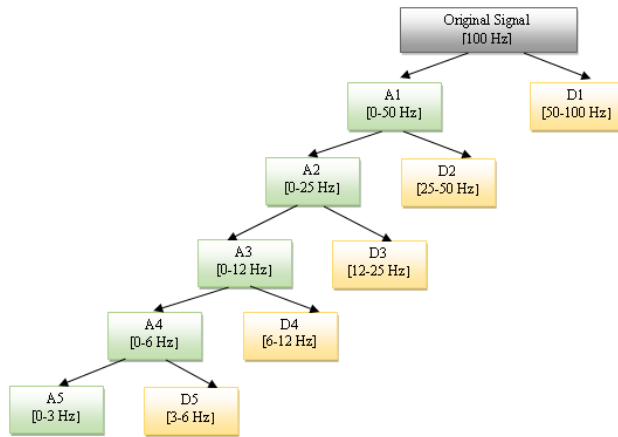 Original Signal
[100 Hz]
A1
[0-50 Hz]
D1
[50-100 Hz]
A2
[0-25 Hz]
D2
[25-50 Hz]
A3
[0-12 Hz]
D3
[12-25 Hz]
A4
[0-6 Hz]
D4
[6-12 Hz]
A5
[0-3 Hz]
D5
[3-6 Hz]